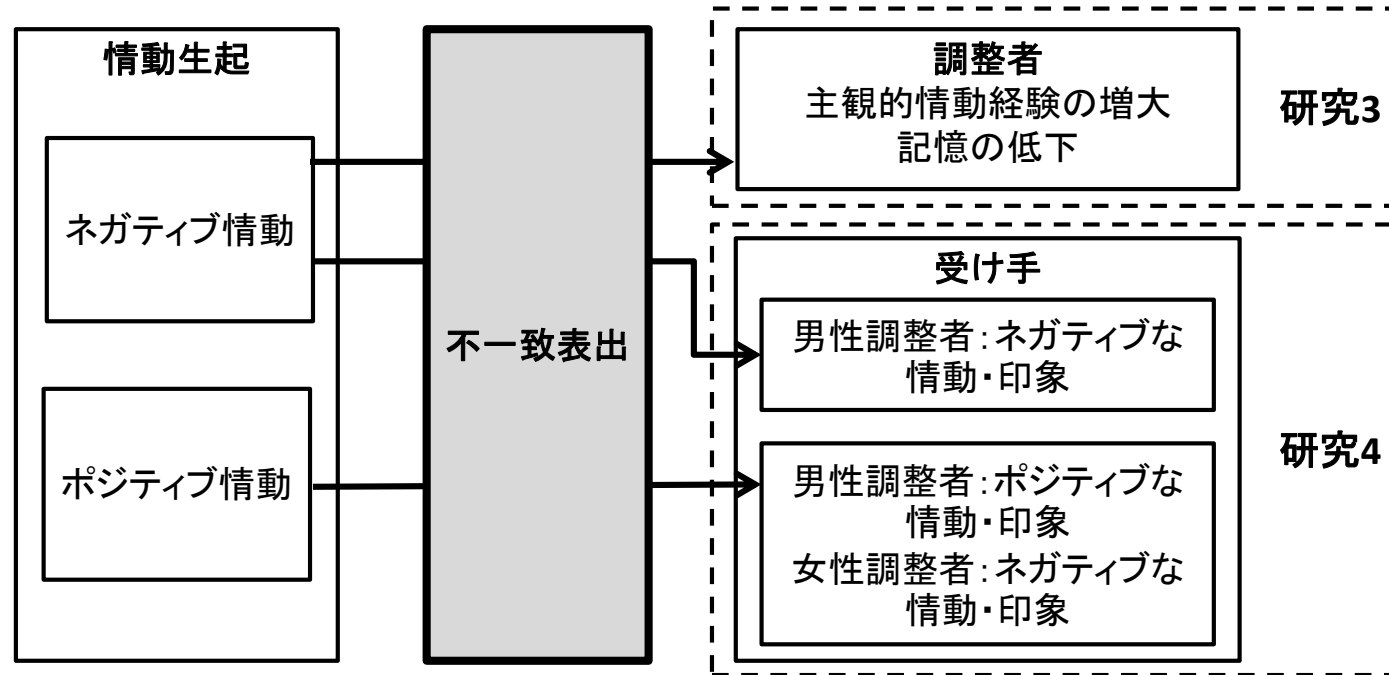 情動生起
ネガティブ情動
ポジティブ情動
不一致表出
調整者
主観的情動経験の増大
記憶の低下
研究3
受け手
男性調整者:ネガティブな
情動・印象
男性調整者:ポジティブな
情動・印象
女性調整者:ネガティブな
情動・印象
研究4